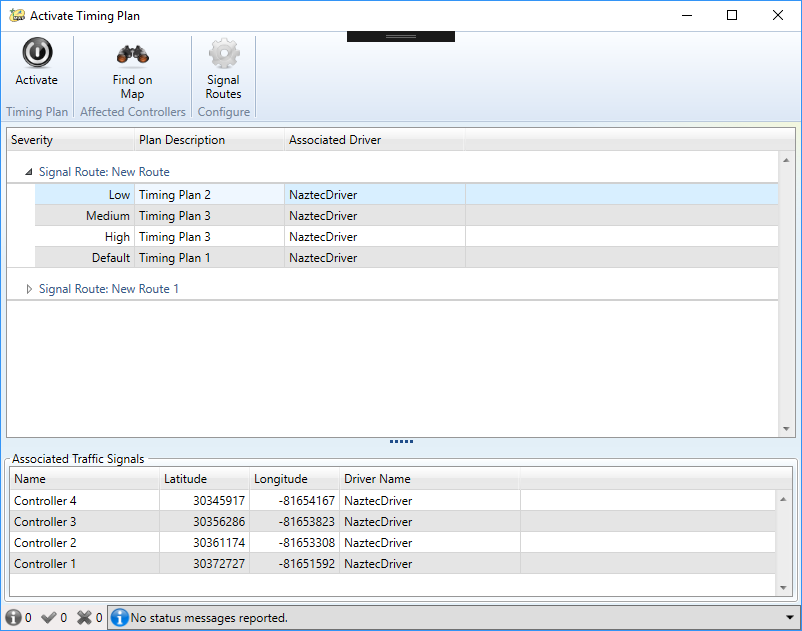 Activate Timing Plan
Activate
Find on
Map
Signal
Routes
Timing Plan
Affected Controllers
Configure
Severity Plan Description Associated Driver
Signal Route: New Route
Low Timing Plan 2 NaztecDriver
Medium Timing Plan 3 NaztecDriver
High Timing Plan 3 NaztecDriver
Default Timing Plan 1 NaztecDriver
Signal Route: New Route 1
Associated Traffic Signals
Name Latitude Longitude Driver Name
Controller 4 30345917 -81654167 NaztecDriver
Controller 3 30356286 -81653823 NaztecDriver
Controller 2 30361174 -81653308 NaztecDriver
Controller 1 30372727 -81651592 NaztecDriver
0 0 0 No status messages reported.